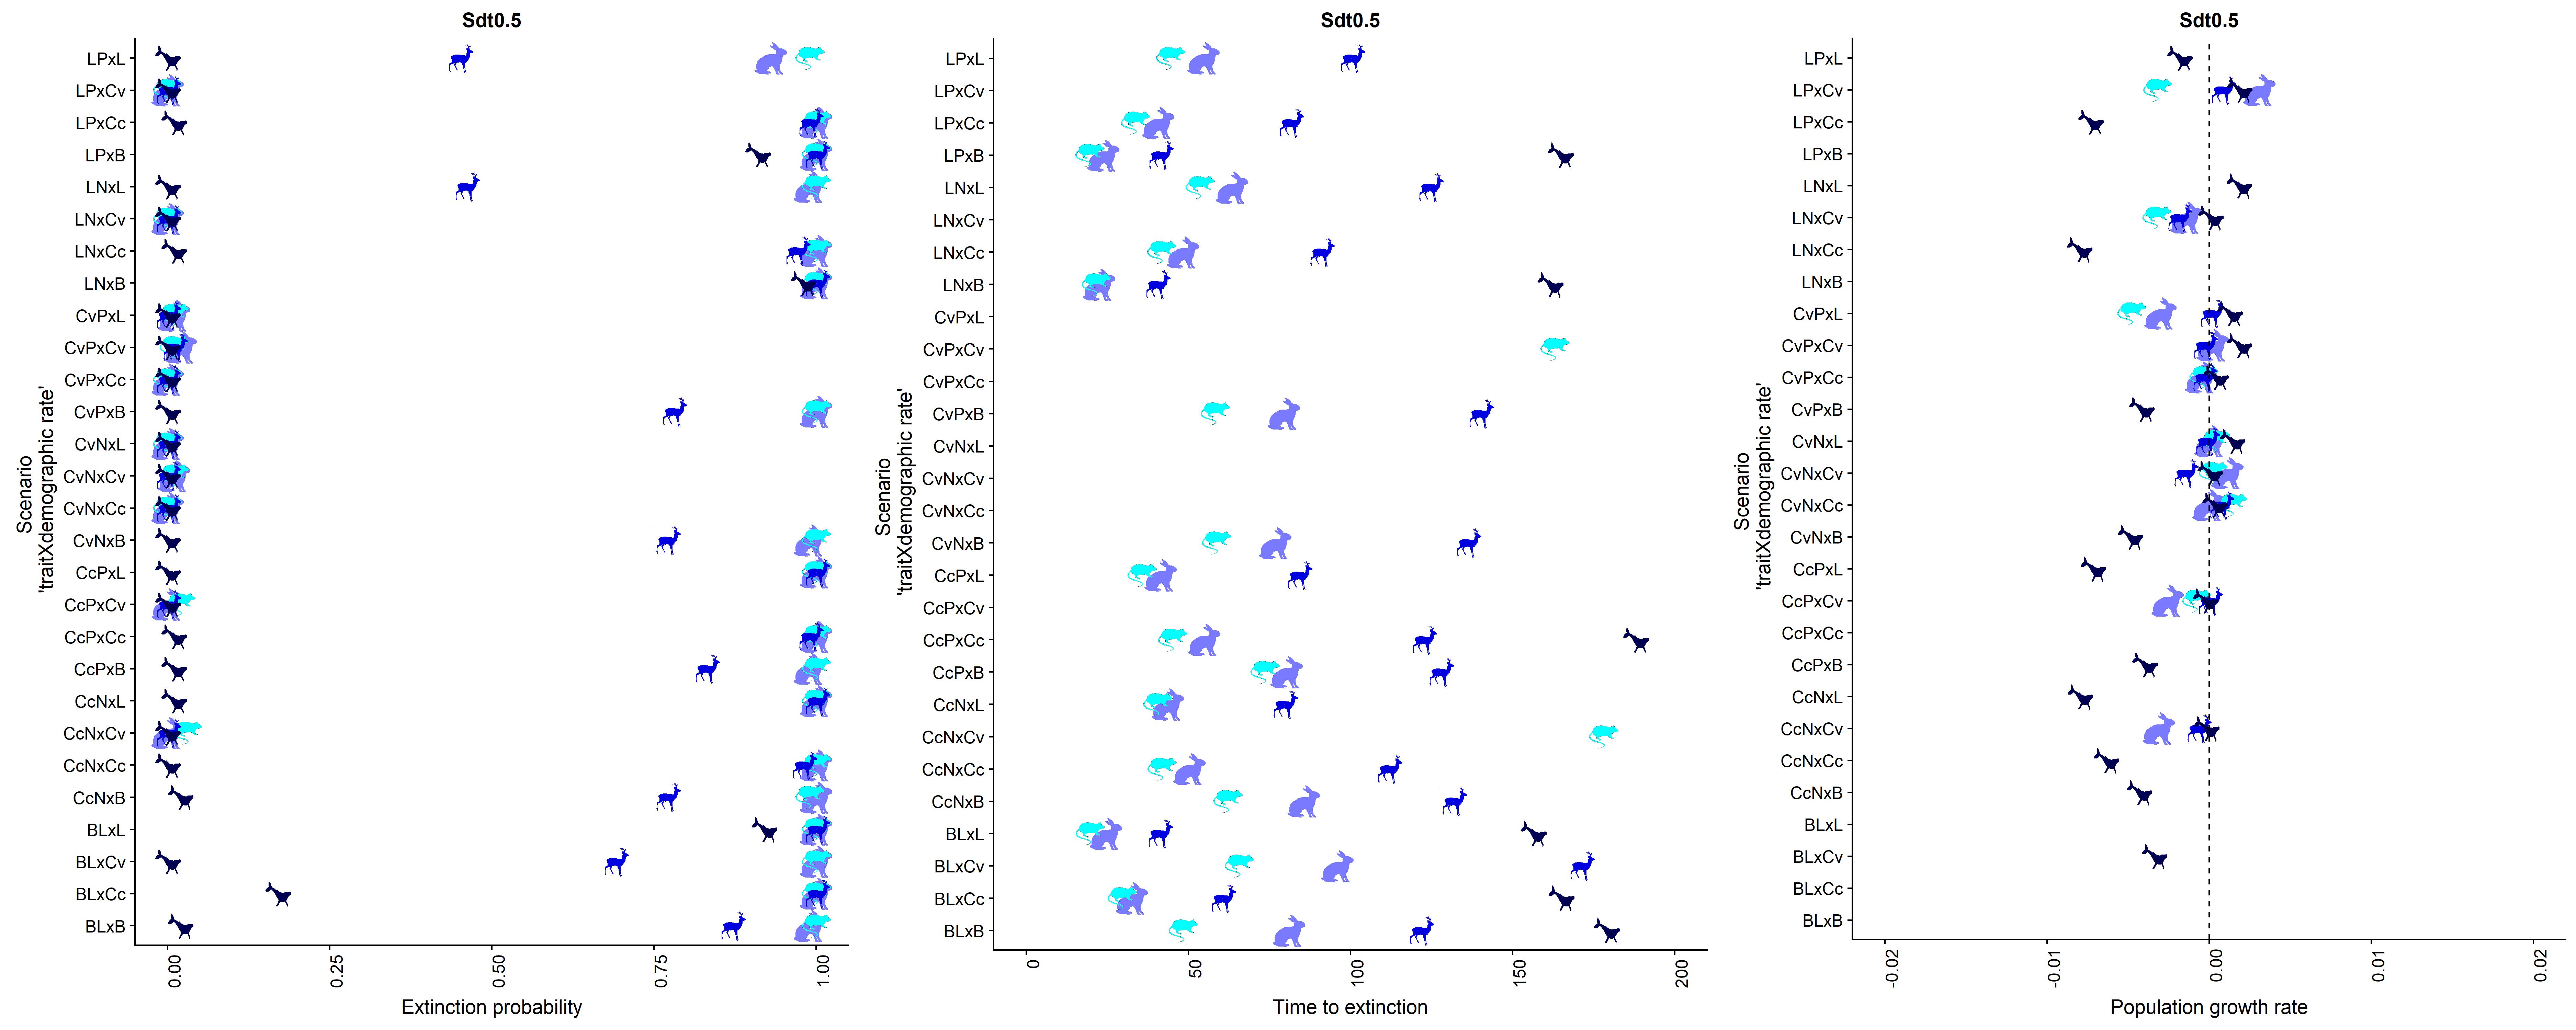 Sdt0.5
Scenario
'traitXdemographic rate'
LPxL
LPxCv
LPxCc
LPxB
LNxL
LNxCv
LNxCc
LNxB
CvPxL
CvPxCv
CvPxCc
CvPxB
CvNxL
CvNxCv
CvNxCc
CvNxB
CcPxL
CcPxCv
CcPxCc
CcPxB
CcNxL
CcNxCv
CcNxCc
CcNxB
BLxL
BLxCv
BLxCc
BLxB
0.00
0.25
0.50
0.75
1.00
Extinction probability
Sdt0.5
Scenario
'traitXdemographic rate'
LPxL
LPxCv
LPxCc
LPxB
LNxL
LNxCv
LNxCc
LNxB
CvPxL
CvPxCv
CvPxCc
CvPxB
CvNxL
CvNxCv
CvNxCc
CvNxB
CcPxL
CcPxCv
CcPxCc
CcPxB
CcNxL
CcNxCv
CcNxCc
CcNxB
BLxL
BLxCv
BLxCc
BLxB
0
50
100
150
200
Time to extinction
Sdt0.5
Scenario
'traitXdemographic rate'
LPxL
LPxCv
LPxCc
LPxB
LNxL
LNxCv
LNxCc
LNxB
CvPxL
CvPxCv
CvPxCc
CvPxB
CvNxL
CvNxCv
CvNxCc
CvNxB
CcPxL
CcPxCv
CcPxCc
CcPxB
CcNxL
CcNxCv
CcNxCc
CcNxB
BLxL
BLxCv
BLxCc
BLxB
-0.02
-0.01
0.00
0.01
0.02
Population growth rate